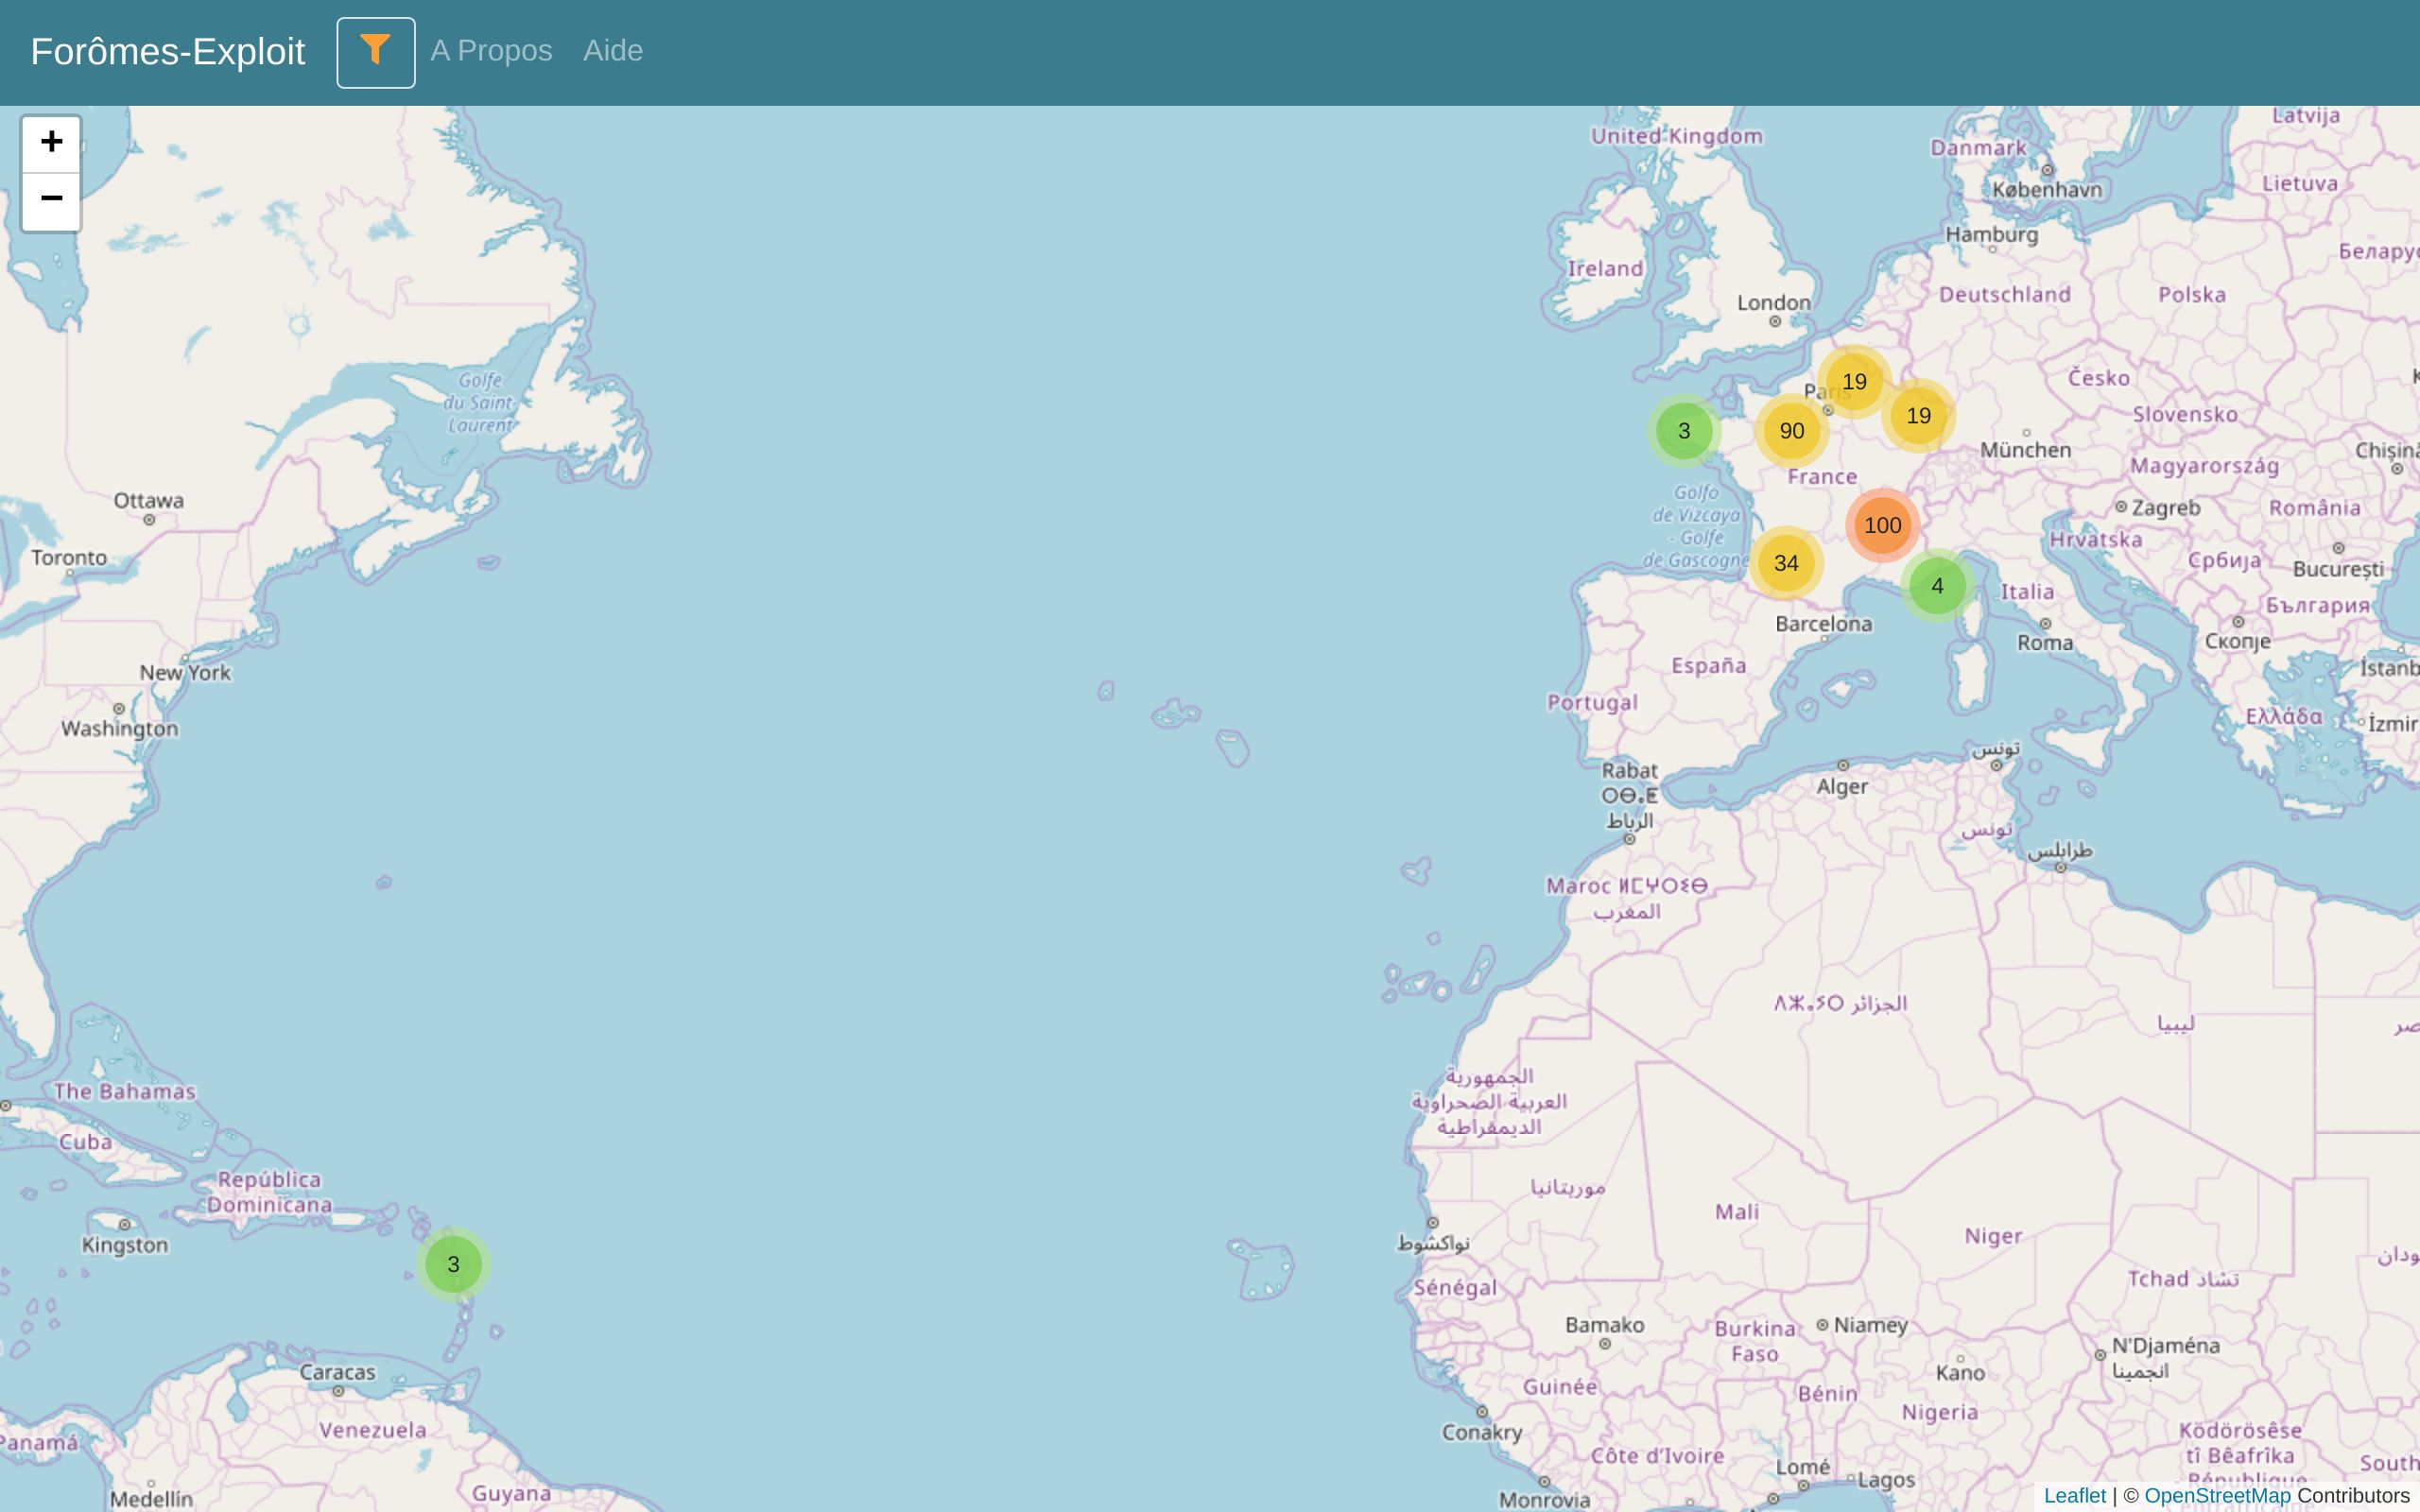 Forômes-Exploit
A Propos
Aide
+
−
United Kingdom
Latvija
Danmark
København
Lietuva
Hamburg
Ireland
Deutschland
Polska
London
Golfe
du Saint-
Laurent
19
Paris
19
Česko
3
90
Slovensko
München
Magyarország
France
Ottawa
Golfo
de Vizcaya
- Golfe
de Gascogne
100
Zagreb
România
Toronto
Hrvatska
34
Србија
București
4
Italia
България
Barcelona
Roma
Скопје
New York
España
Washington
Portugal
Ελλάδα
İzmir
تونس
Rabat
ⵔⴱⴰⵟ
الرباط
Alger
تونس
طرابلس
Maroc ⵍⵎⵖⵔⵉⴱ
المغرب
الجزائر
ليبيا
الجمهورية
العربية الصحراوية
الديمقراطية
The Bahamas
Cuba
República
Dominicana
موريتانيا
Mali
Kingston
نواكشوط
Niger
3
Sénégal
Tchad تشاد
Bamako
Burkina
Faso
Niamey
N'Djaména
انجمينا
Caracas
Guinée
Kano
Bénin
Venezuela
Nigeria
Conakry
Panamá
Côte d'Ivoire
Ködörösêse
tî Bêafrîka
Lomé
Lagos
South
Guyana
Medellín
Monrovia
Leaflet | © OpenStreetMap Contributors